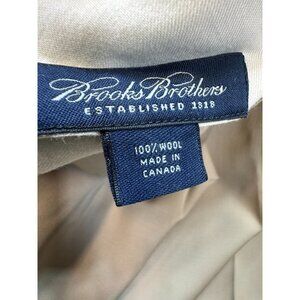 Brooks Brothers
ESTABLISHED 1818
100% WOOL
MADE IN
CANADA